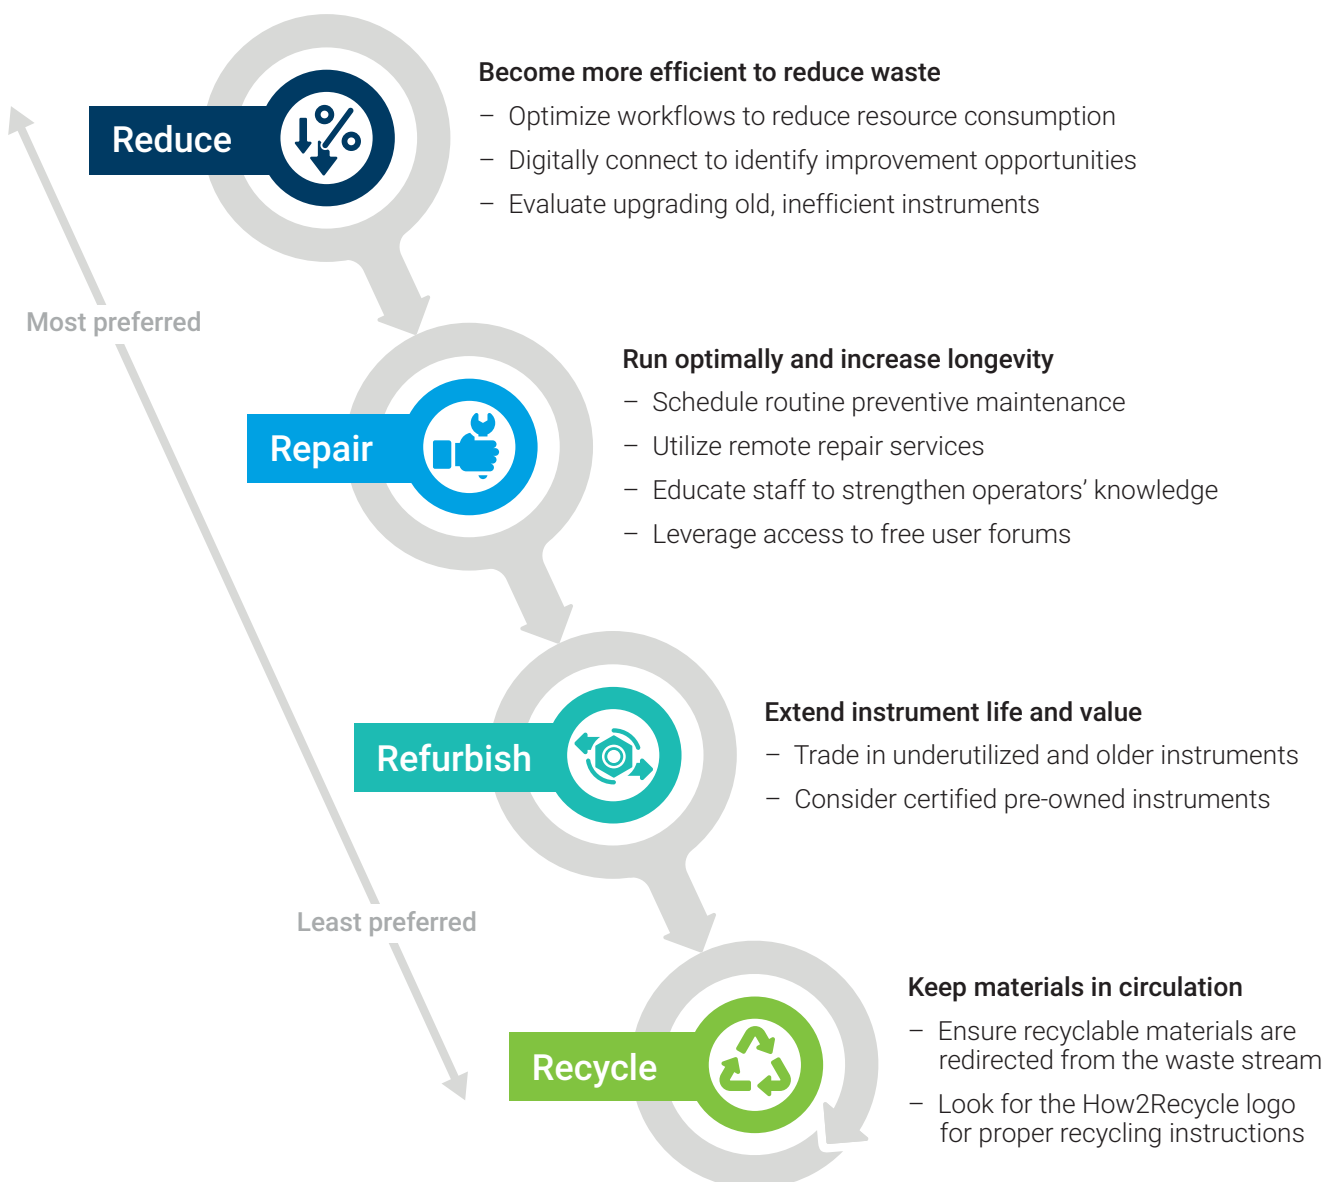 Reduce
Become more efficient to reduce waste
– Optimize workflows to reduce resource consumption
– Digitally connect to identify improvement opportunities
– Evaluate upgrading old, inefficient instruments
Most preferred
Repair
Run optimally and increase longevity
– Schedule routine preventive maintenance
– Utilize remote repair services
– Educate staff to strengthen operators’ knowledge
– Leverage access to free user forums
Refurbish
Extend instrument life and value
– Trade in underutilized and older instruments
– Consider certified pre-owned instruments
Least preferred
Recycle
Keep materials in circulation
– Ensure recyclable materials are
redirected from the waste stream
– Look for the How2Recycle logo
for proper recycling instructions